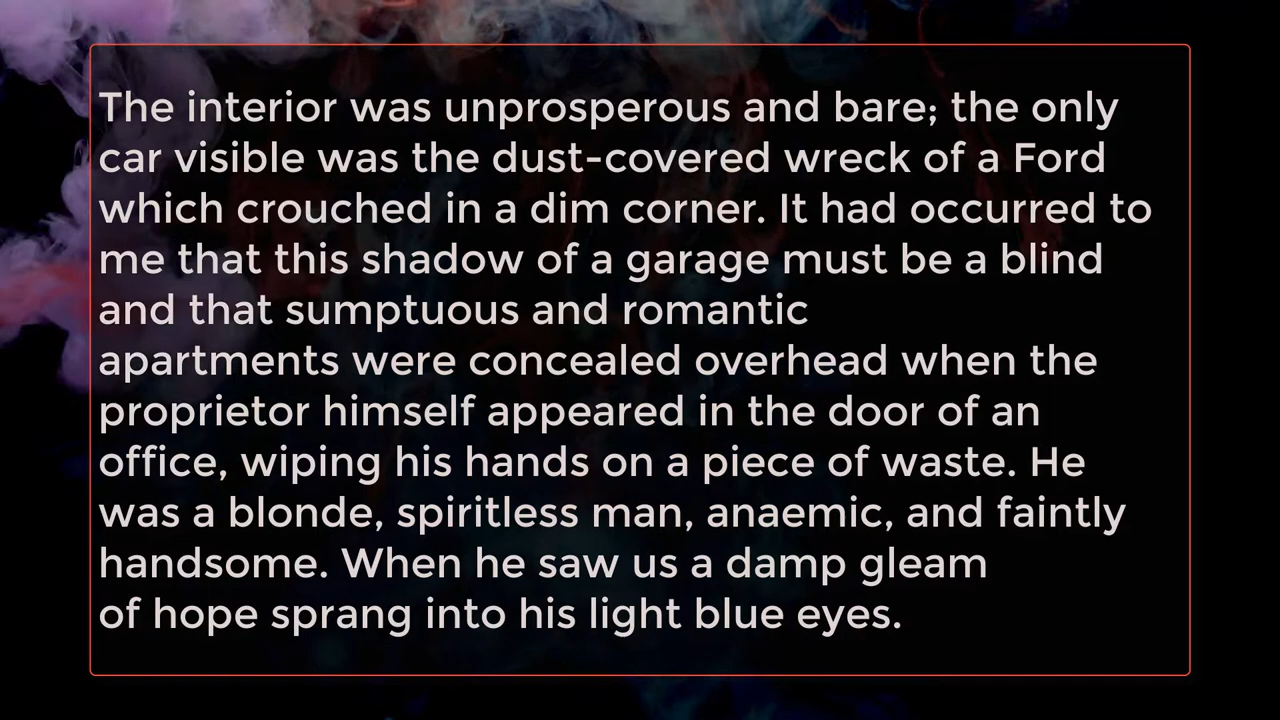 The interior was unprosperous and bare; the only
car visible was the dust-covered wreck of a Ford
which crouched in a dim corner. It had occurred to
me that this shadow of a garage must be a blind
and that sumptuous and romantic
apartments were concealed overhead when the
proprietor himself appeared in the door of an
office, wiping his hands on a piece of waste. He
was a blonde, spiritless man, anaemic, and faintly
handsome. When he saw us a damp gleam
of hope sprang into his light blue eyes.